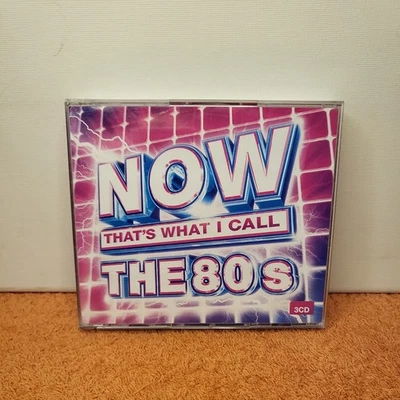 NOW
THAT'S WHAT I CALL
THE 80s
3CD